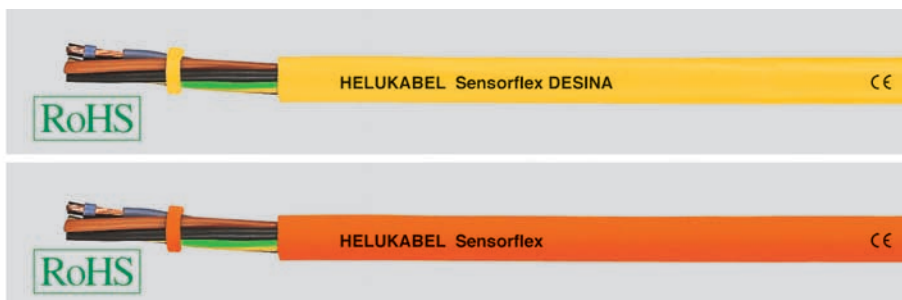 HELUKABEL Sensorflex DESINA CE
RoHS
HELUKABEL Sensorflex CE
RoHS